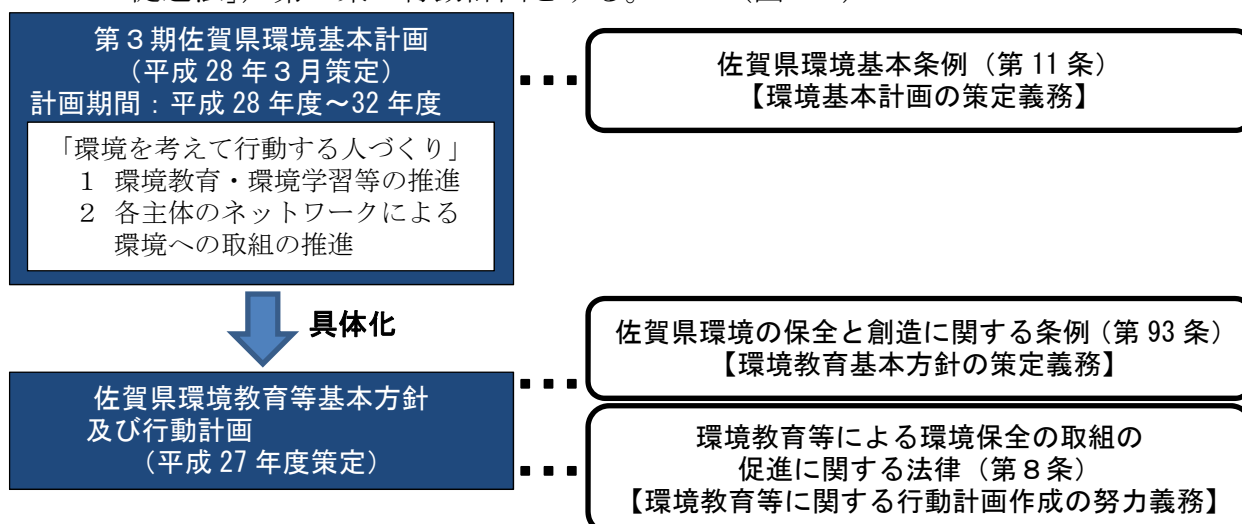 第３期佐賀県環境基本計画
（平成 28 年３月策定）
計画期間：平成 28 年度～32 年度
「環境を考えて行動する人づくり」
１ 環境教育・環境学習等の推進
２ 各主体のネットワークによる
環境への取組の推進
佐賀県環境基本条例（第 11 条）
【環境基本計画の策定義務】
具体化
佐賀県環境教育等基本方針
及び行動計画
（平成 27 年度策定）
佐賀県環境の保全と創造に関する条例（第 93 条）
【環境教育基本方針の策定義務】
環境教育等による環境保全の取組の
促進に関する法律（第８条）
【環境教育等に関する行動計画作成の努力義務】